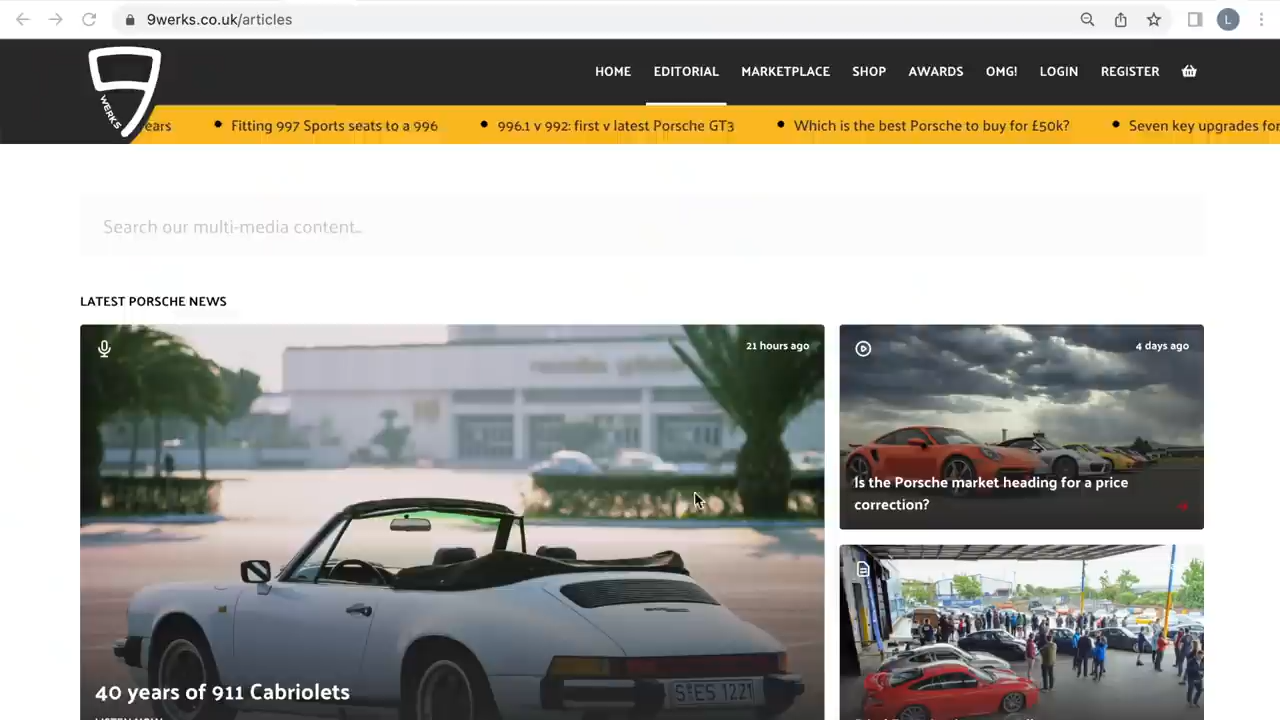 9werks.co.uk/articles
L
WERKS
HOME EDITORIAL MARKETPLACE SHOP AWARDS OMG! LOGIN REGISTER
ears • Fitting 997 Sports seats to a 996 • 996.1 v 992: first v latest Porsche GT3 • Which is the best Porsche to buy for £50k? • Seven key upgrades for
Search our multi-media content...
LATEST PORSCHE NEWS
21 hours ago
4 days ago
Is the Porsche market heading for a price
correction?
S ES 1221
40 years of 911 Cabriolets
LISTEN NOW